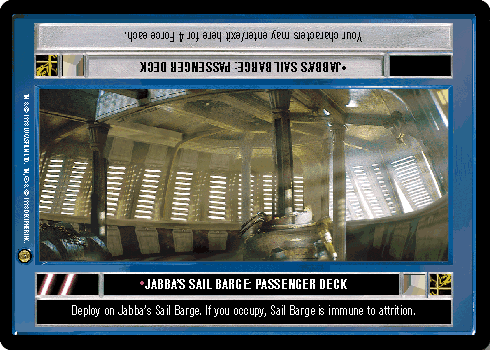 Your characters may enter/exit here for 4 Force each.
•JABBA'S SAIL BARGE: PASSENGER DECK
•JABBA'S SAIL BARGE: PASSENGER DECK
Deploy on Jabba's Sail Barge. If you occupy, Sail Barge is immune to attrition.